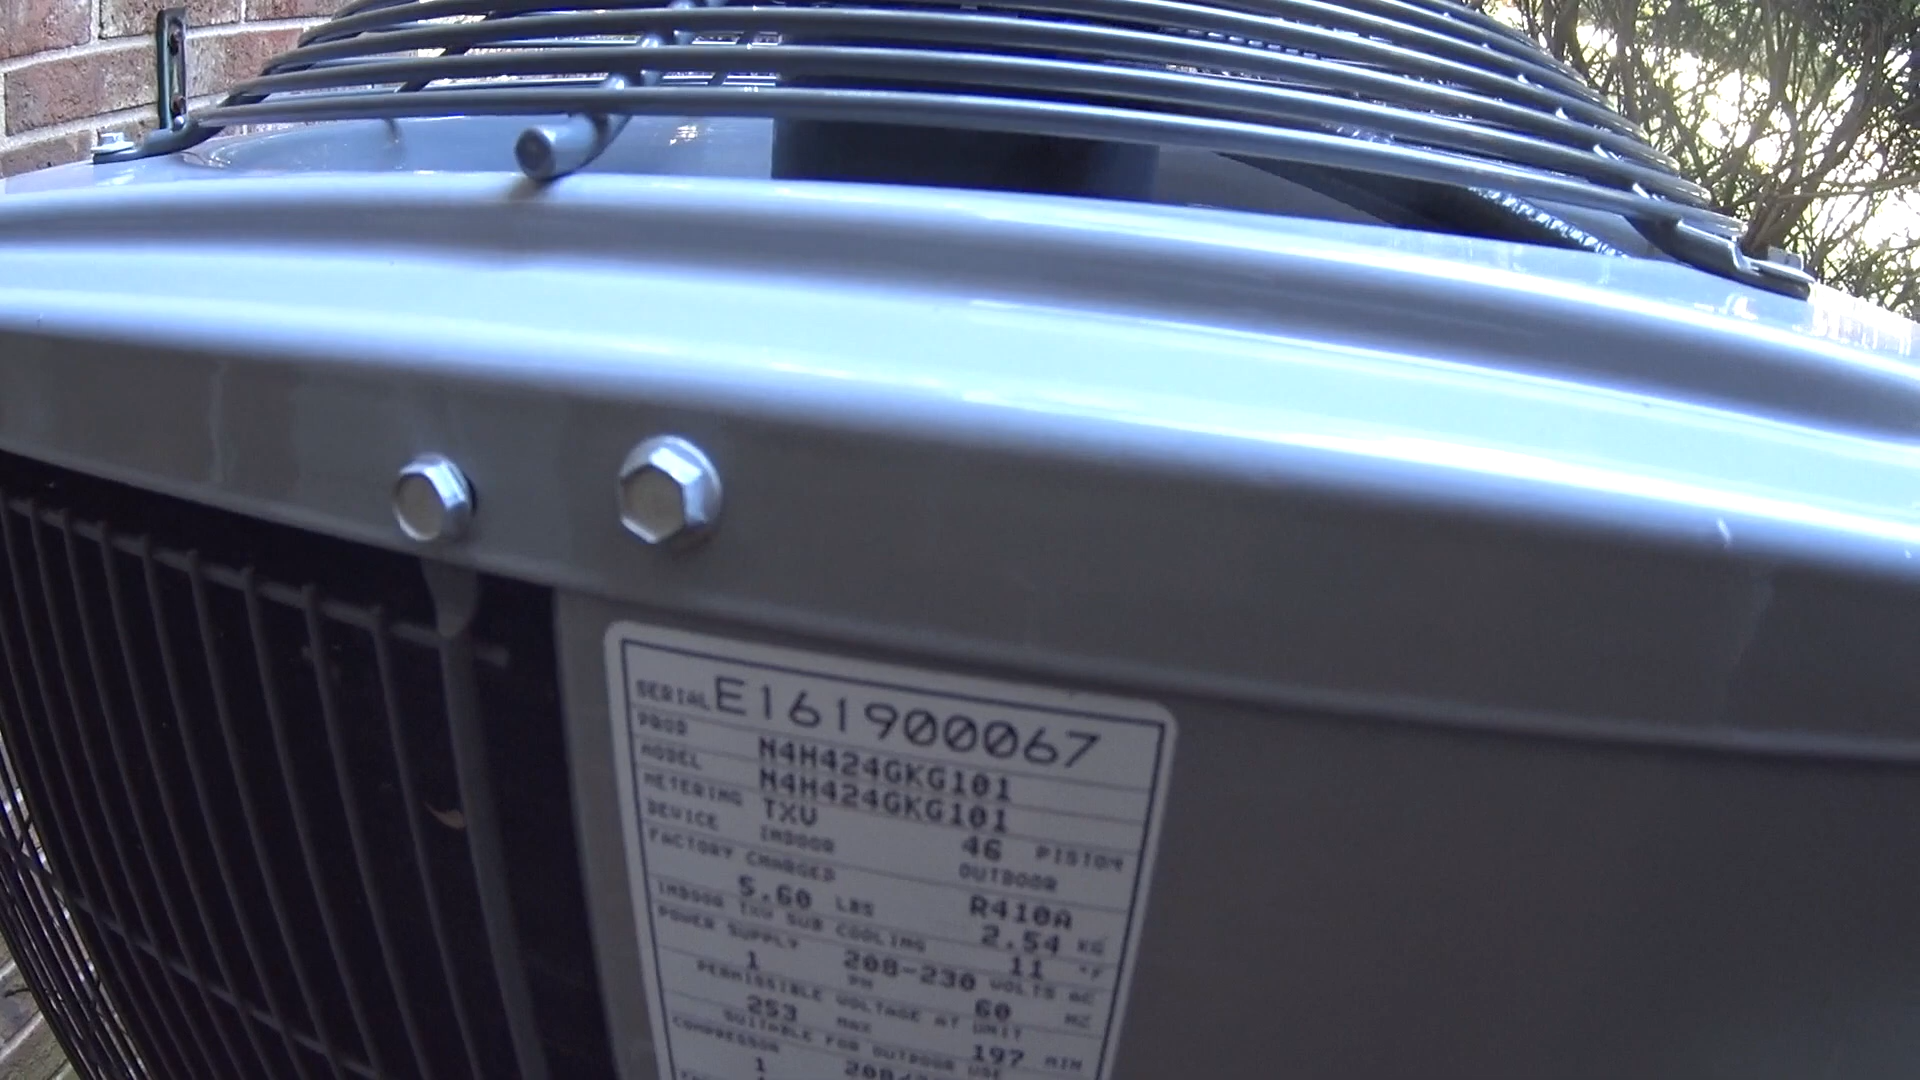 SERIAL E161900067
PROD N4H424GKG101
MODEL N4H424GKG101
METERING TXV 46 PISTON
DEVICE INDOOR OUTDOOR
FACTORY CHARGED R410A
5.60 LBS 2.54 KG
INDOOR TXV SUB COOLING 11 °F
POWER SUPPLY 208-230 VOLTS AC
1 PH 60 HZ
PERMISSIBLE VOLTAGE AT UNIT
253 MAX 197 MIN
SUITABLE FOR OUTDOOR USE
COMPRESSOR
1